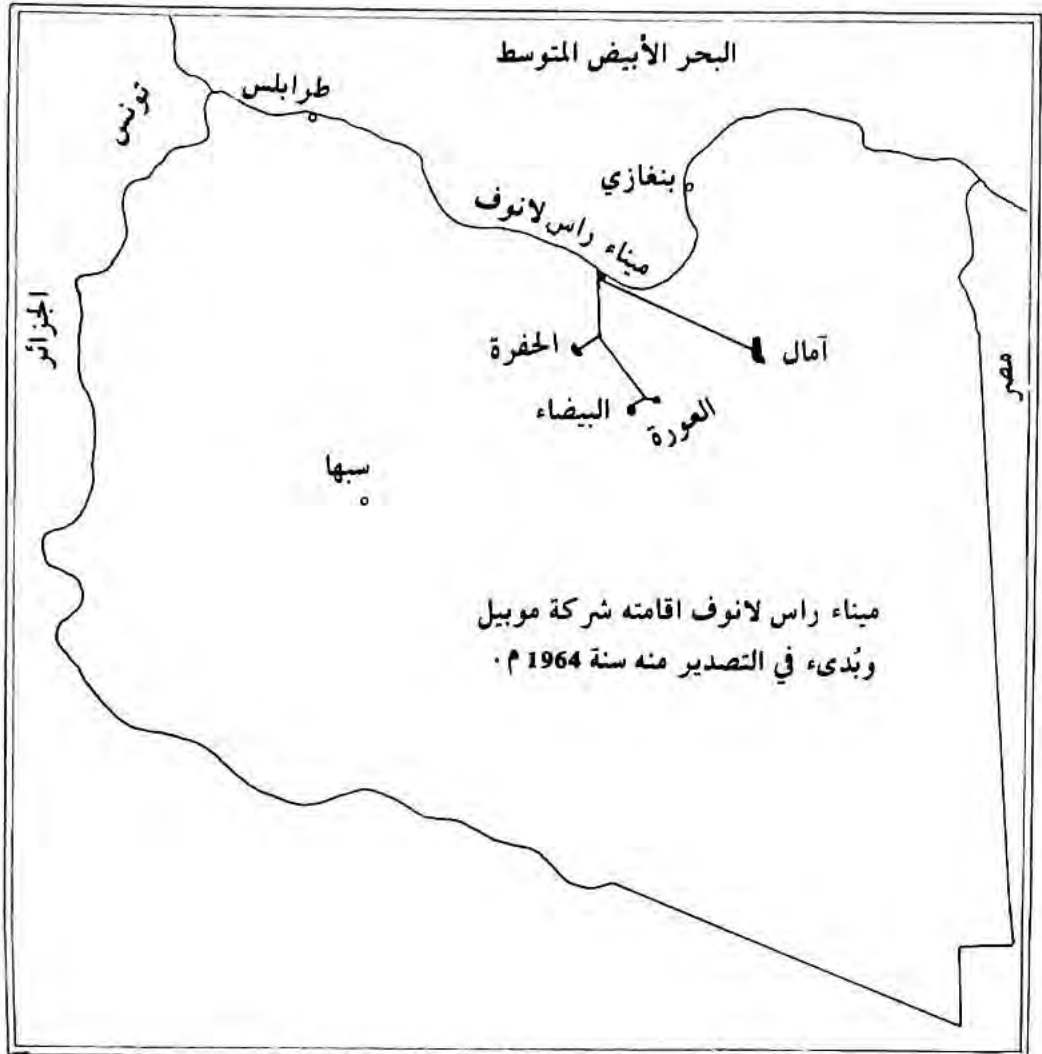 البحر الأبيض المتوسط
تونس
طرابلس
بنغازي
ميناء راس لانوف
الجزائر
مصر
آمال
الحفرة
العورة
البيضاء
سبها
ميناء راس لانوف اقامته شركة موبيل
وبُدىء في التصدير منه سنة 1964 م.